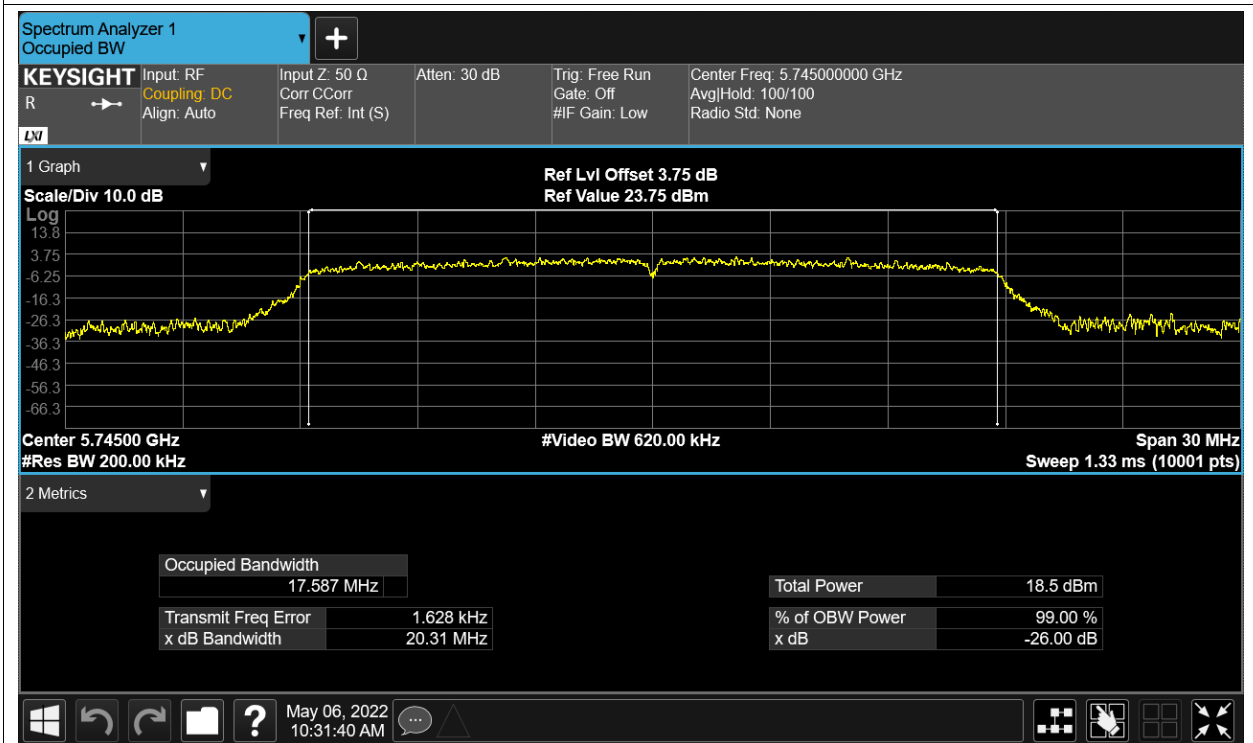 Spectrum Analyzer 1
Occupied BW
KEYSIGHT
R
LXI
Input: RF
Coupling: DC
Align: Auto
Input Z: 50 Ω
Corr CCorr
Freq Ref: Int (S)
Atten: 30 dB
Trig: Free Run
Gate: Off
#IF Gain: Low
Center Freq: 5.745000000 GHz
Avg|Hold: 100/100
Radio Std: None
1 Graph
Scale/Div 10.0 dB
Ref Lvl Offset 3.75 dB
Ref Value 23.75 dBm
Log
13.8
3.75
-6.25
-16.3
-26.3
-36.3
-46.3
-56.3
-66.3
Center 5.74500 GHz
#Video BW 620.00 kHz
Span 30 MHz
#Res BW 200.00 kHz
Sweep 1.33 ms (10001 pts)
2 Metrics
Occupied Bandwidth
17.587 MHz
Total Power 18.5 dBm
Transmit Freq Error 1.628 kHz
% of OBW Power 99.00 %
x dB Bandwidth 20.31 MHz
x dB -26.00 dB
?
May 06, 2022
10:31:40 AM